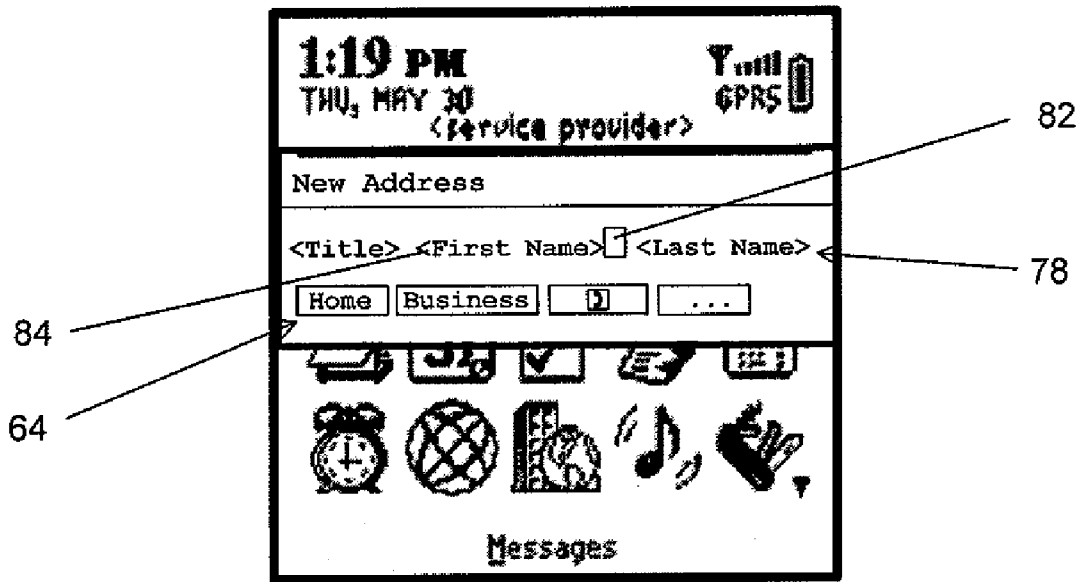 1:19 PM
THU, MAY 30
GPRS
<service provider>
82
New Address
<Title> <First Name> <Last Name>
78
Home Business ...
84
31
64
Messages